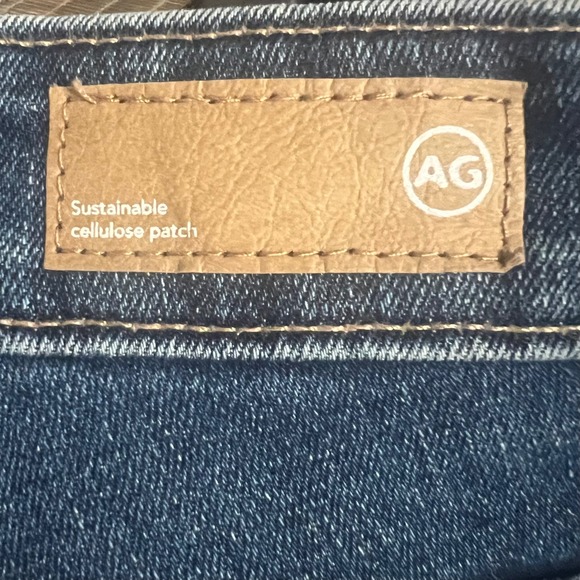 AG
Sustainable
cellulose patch